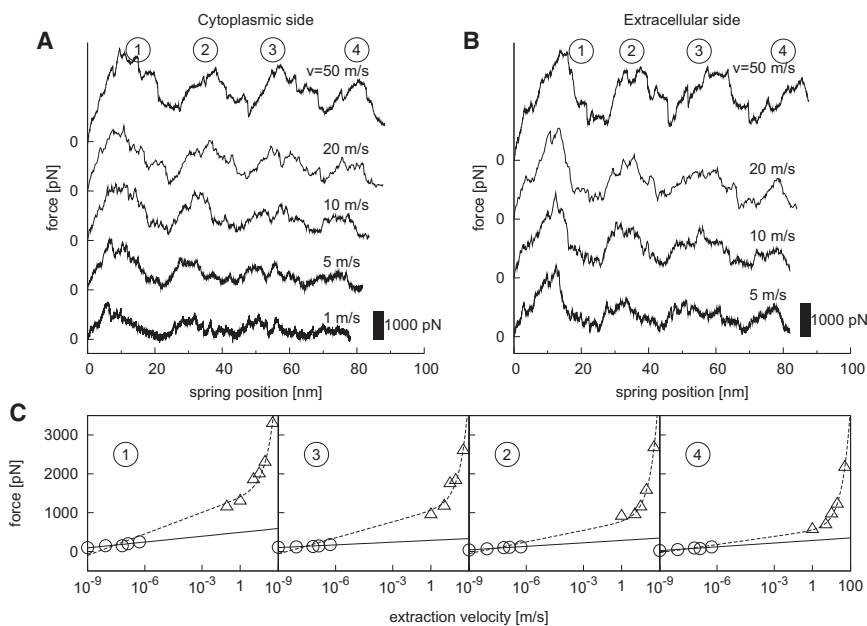 Cytoplasmic side
Extracellular side
A
B
1
2
3
4
1
2
3
4
v=50 m/s
v=50 m/s
0
0
20 m/s
20 m/s
0
0
10 m/s
10 m/s
0
0
5 m/s
5 m/s
0
0
1 m/s
1000 pN
1000 pN
0
force [pN]
force [pN]
0 20 40 60 80 100
0 20 40 60 80 100
spring position [nm]
spring position [nm]
C
3000
2000
1000
0
force [pN]
1
3
2
4
10-9 10-6 10-3 1 10-9 10-6 10-3 1 10-9 10-6 10-3 1 10-9 10-6 10-3 1 100
extraction velocity [m/s]